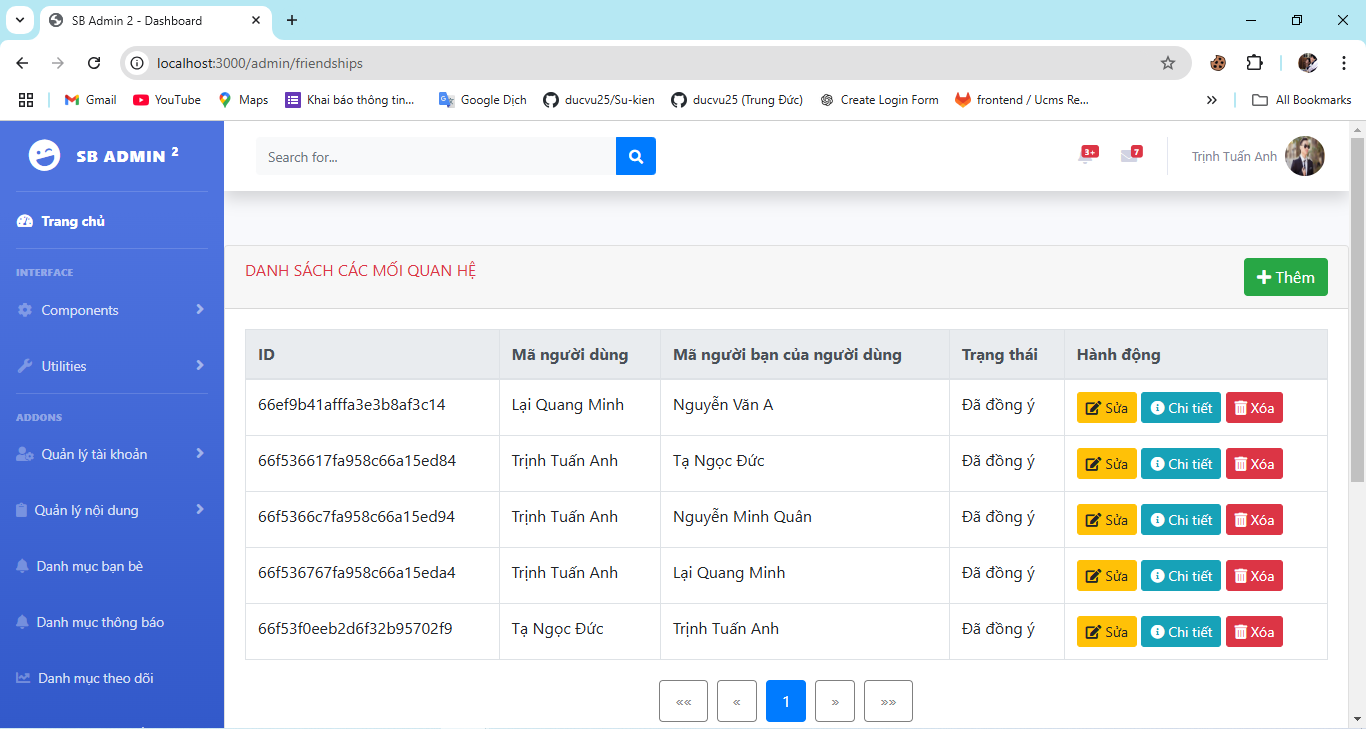 SB Admin 2 - Dashboard
localhost:3000/admin/friendships
Gmail
YouTube
Maps
Khai báo thông tin...
Google Dịch
ducvu25/Su-kien
ducvu25 (Trung Đức)
Create Login Form
frontend / Ucms Re...
All Bookmarks
SB ADMIN 2
Search for...
3+
7
Trịnh Tuấn Anh
Trang chủ
INTERFACE
Components
Utilities
ADDONS
Quản lý tài khoản
Quản lý nội dung
Danh mục bạn bè
Danh mục thông báo
Danh mục theo dõi
DANH SÁCH CÁC MỐI QUAN HỆ
Thêm
ID Mã người dùng Mã người bạn của người dùng Trạng thái Hành động
66ef9b41afffa3e3b8af3c14 Lại Quang Minh Nguyễn Văn A Đã đồng ý Sửa Chi tiết Xóa
66f536617fa958c66a15ed84 Trịnh Tuấn Anh Tạ Ngọc Đức Đã đồng ý Sửa Chi tiết Xóa
66f5366c7fa958c66a15ed94 Trịnh Tuấn Anh Nguyễn Minh Quân Đã đồng ý Sửa Chi tiết Xóa
66f536767fa958c66a15eda4 Trịnh Tuấn Anh Lại Quang Minh Đã đồng ý Sửa Chi tiết Xóa
66f53f0eeb2d6f32b95702f9 Tạ Ngọc Đức Trịnh Tuấn Anh Đã đồng ý Sửa Chi tiết Xóa
«« « 1 » »»